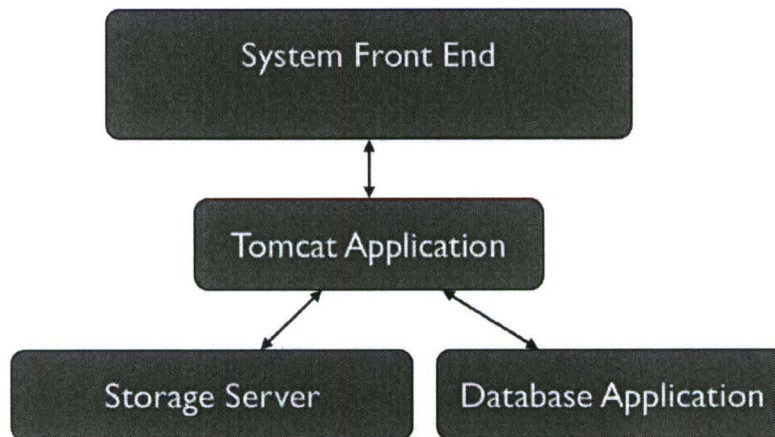 System Front End
Tomcat Application
Storage Server
Database Application